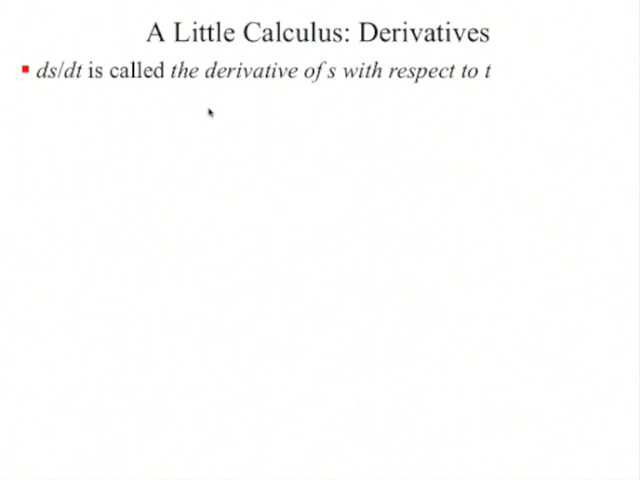 A Little Calculus: Derivatives
▪ ds/dt is called the derivative of s with respect to t